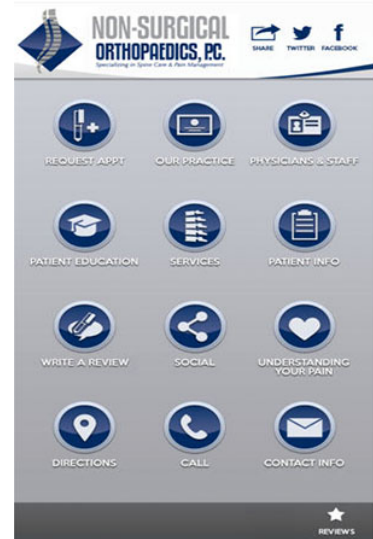 NON-SURGICAL
ORTHOPAEDICS, P.C.
Specializing in Spine Care & Pain Management
SHARE TWITTER FACEBOOK
REQUEST APPT OUR PRACTICE PHYSICIANS & STAFF
PATIENT EDUCATION SERVICES PATIENT INFO
WRITE A REVIEW SOCIAL UNDERSTANDING
YOUR PAIN
DIRECTIONS CALL CONTACT INFO
REVIEWS